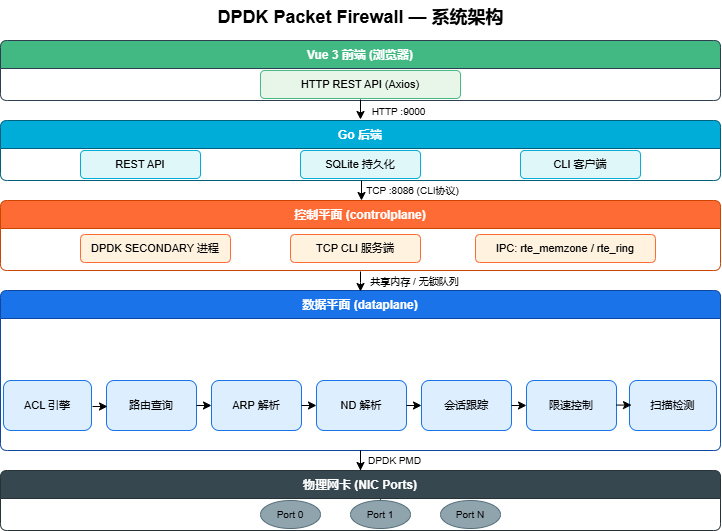 DPDK Packet Firewall — 系统架构
Vue 3 前端 (浏览器)
HTTP REST API (Axios)
HTTP :9000
Go 后端
REST API
SQLite 持久化
CLI 客户端
TCP :8086 (CLI协议)
控制平面 (controlplane)
DPDK SECONDARY 进程
TCP CLI 服务端
IPC: rte_memzone / rte_ring
共享内存 / 无锁队列
数据平面 (dataplane)
ACL 引擎
路由查询
ARP 解析
ND 解析
会话跟踪
限速控制
扫描检测
DPDK PMD
物理网卡 (NIC Ports)
Port 0
Port 1
Port N